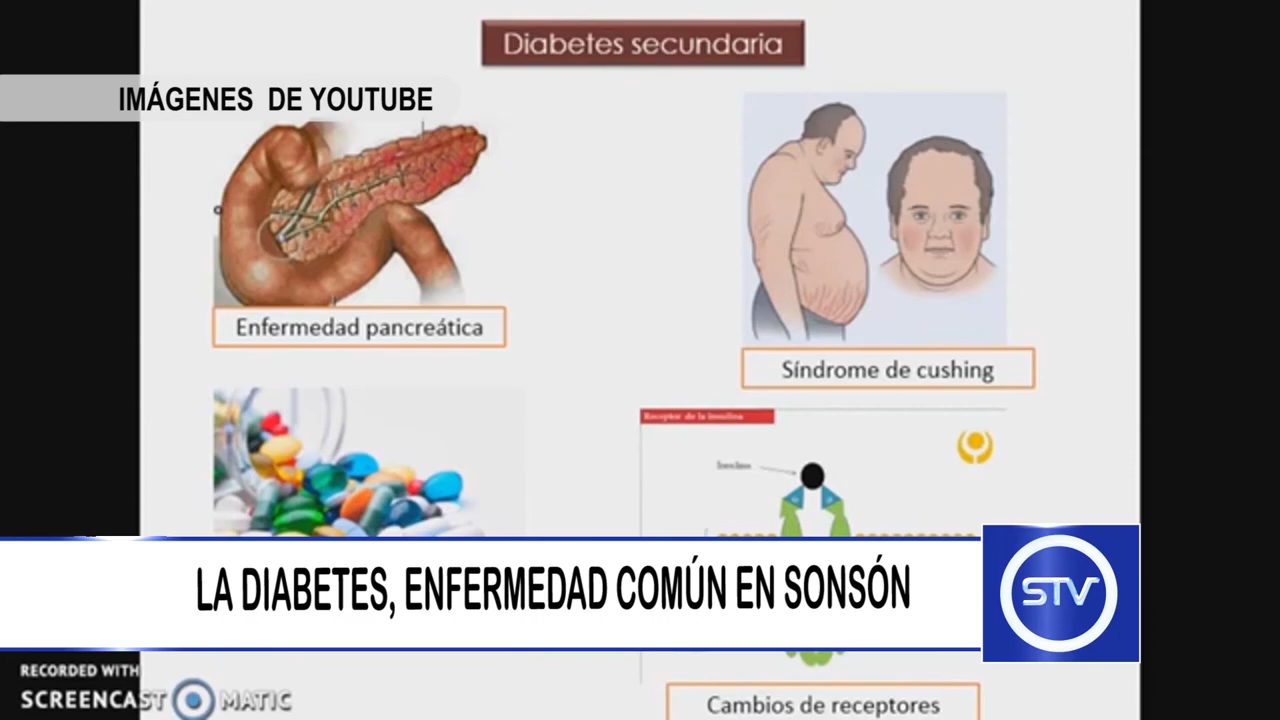 Diabetes secundaria
IMÁGENES DE YOUTUBE
Enfermedad pancreática
Síndrome de cushing
Receptor de la insulina
Insulina
LA DIABETES, ENFERMEDAD COMÚN EN SONSÓN
STV
RECORDED WITH
SCREENCAST MATIC
Cambios de receptores